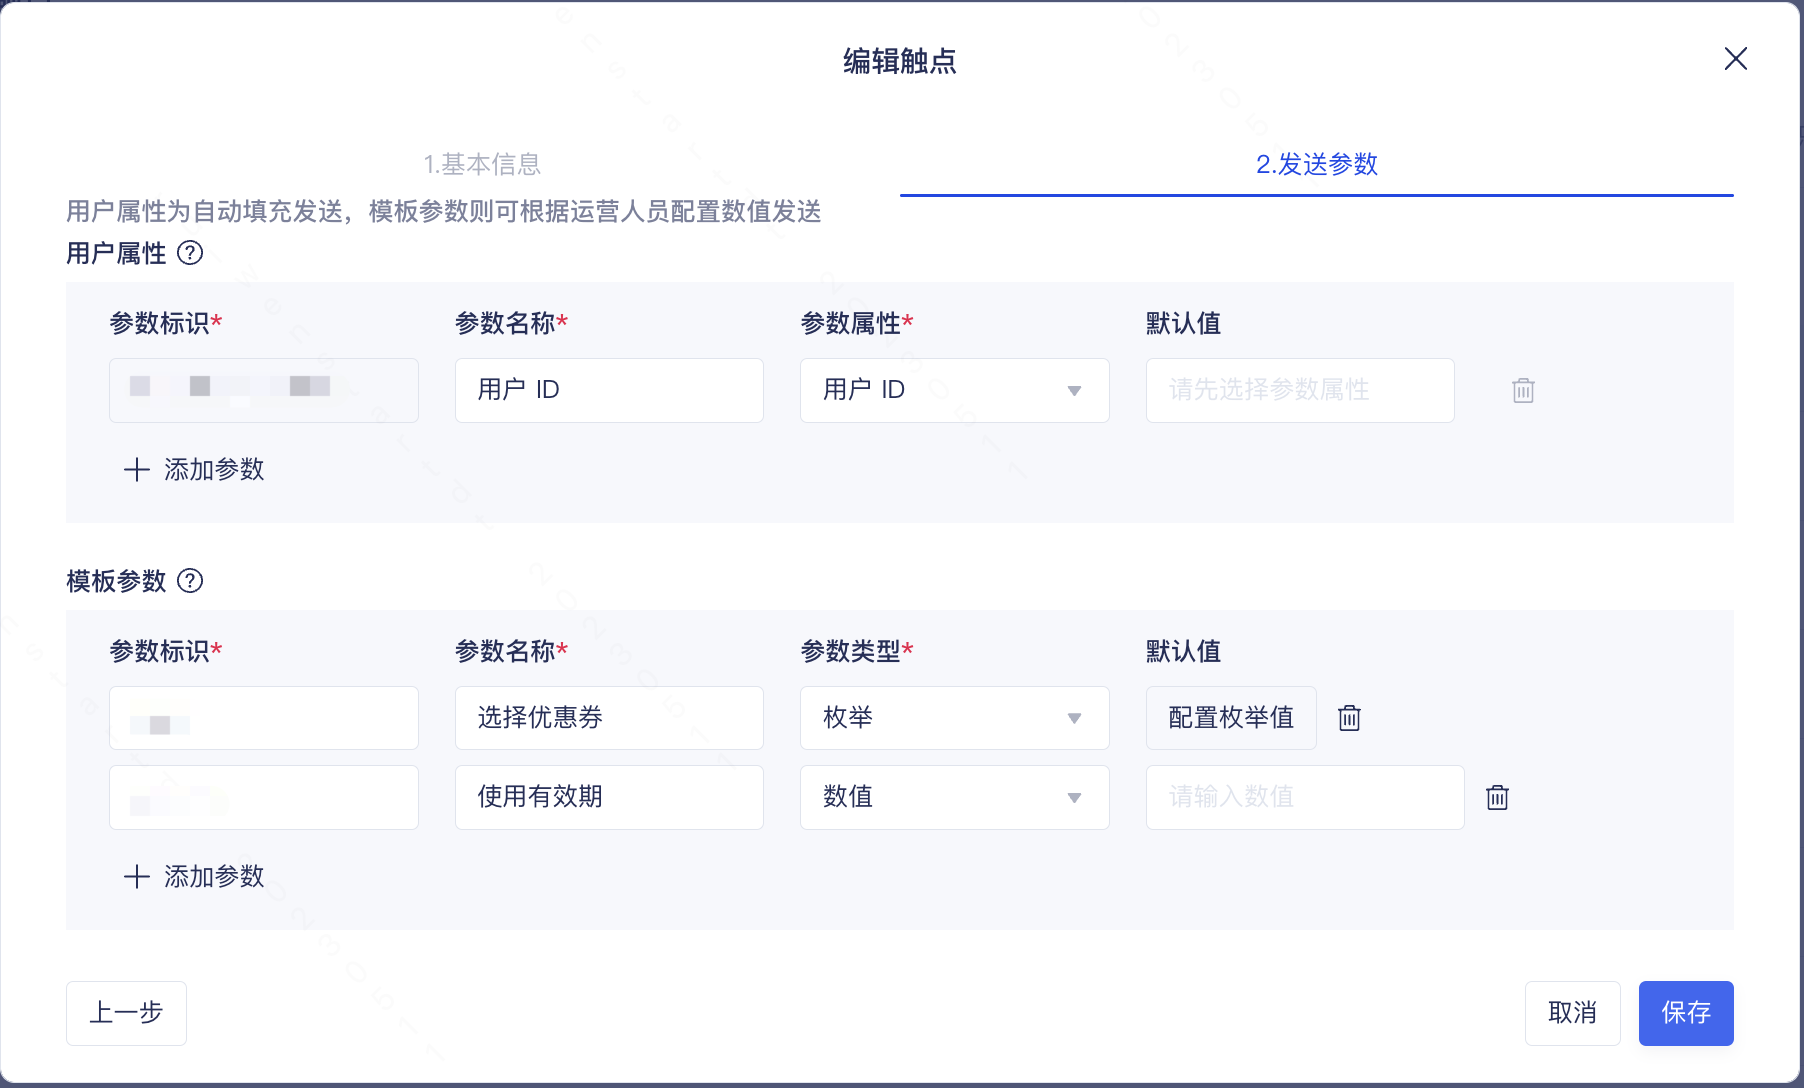 编辑触点
1.基本信息
2.发送参数
用户属性为自动填充发送，模板参数则可根据运营人员配置数值发送
用户属性 ?
参数标识* 参数名称* 参数属性* 默认值
用户 ID 用户 ID 请先选择参数属性
添加参数
模板参数 ?
参数标识* 参数名称* 参数类型* 默认值
选择优惠券 枚举 配置枚举值
使用有效期 数值 请输入数值
添加参数
上一步 取消 保存